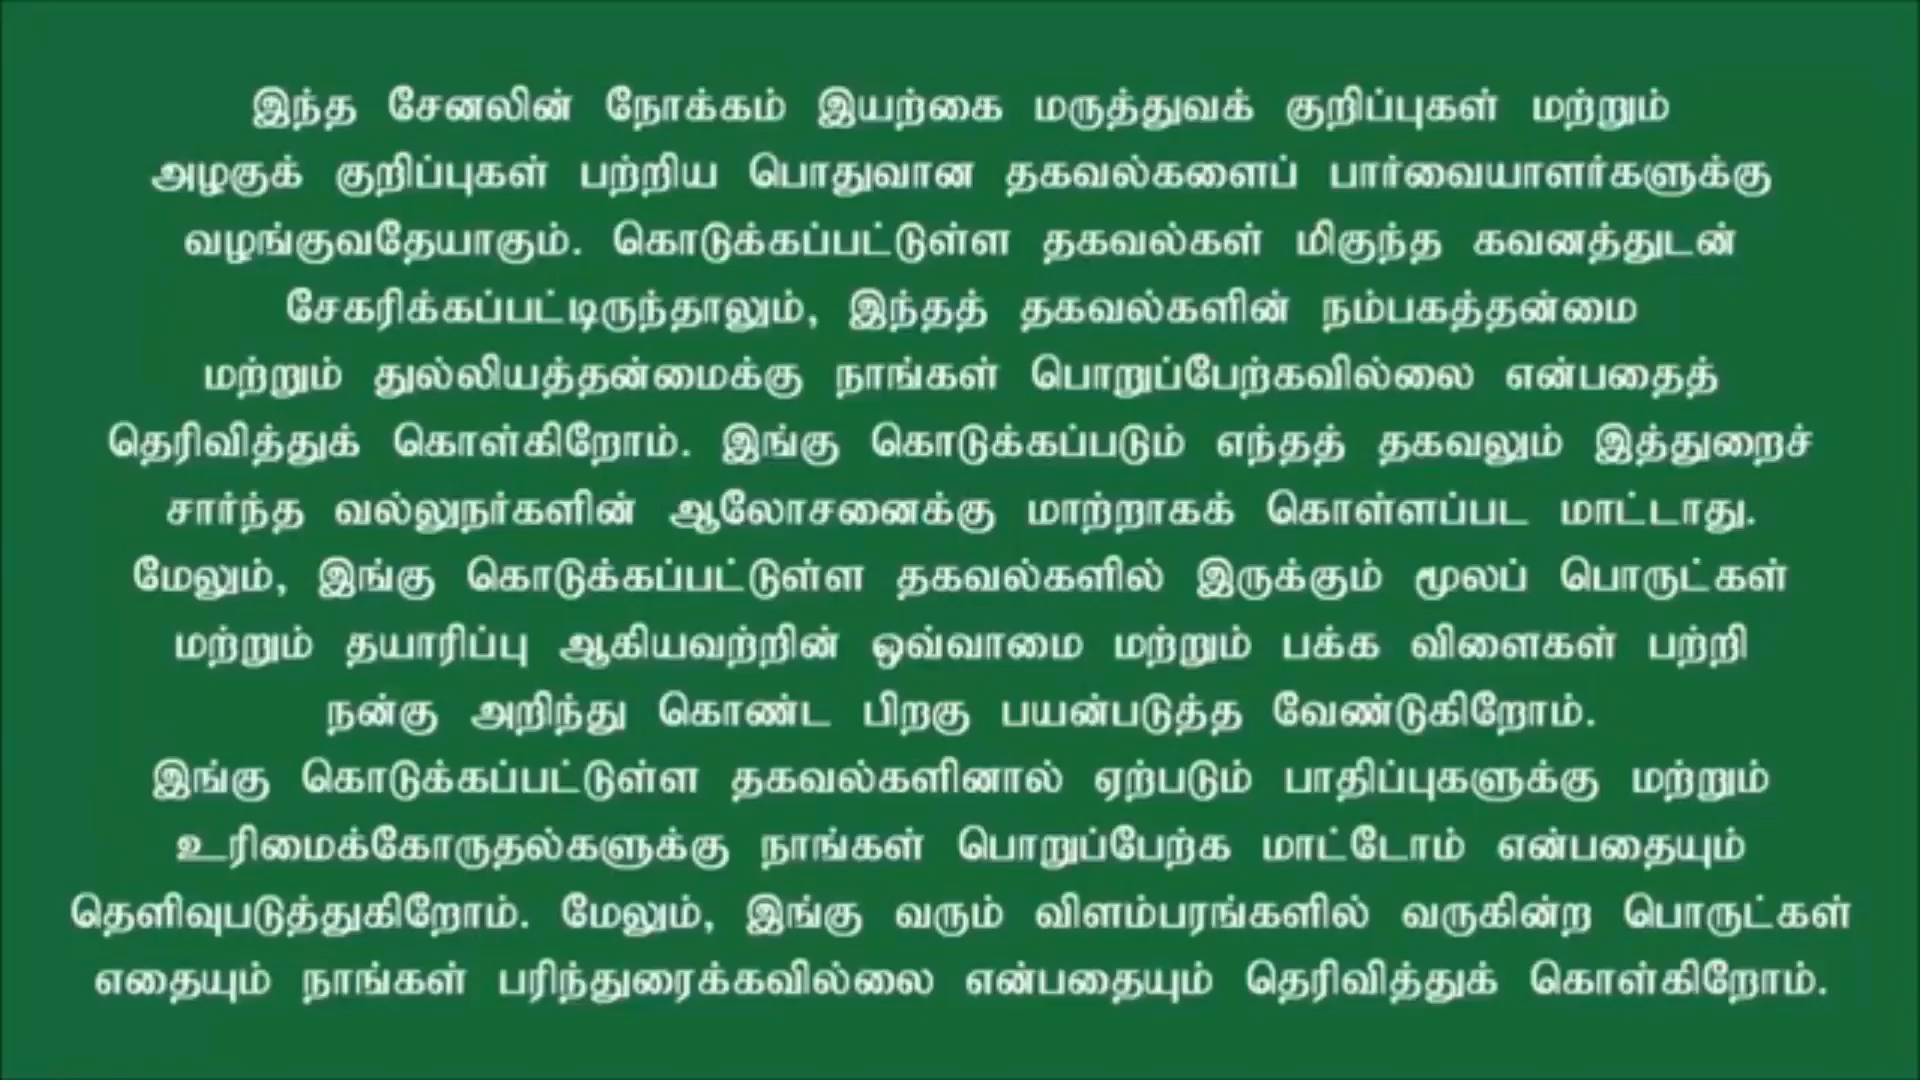 இந்த சேனலின் நோக்கம் இயற்கை மருத்துவக் குறிப்புகள் மற்றும்
அழகுக் குறிப்புகள் பற்றிய பொதுவான தகவல்களைப் பார்வையாளர்களுக்கு
வழங்குவதேயாகும். கொடுக்கப்பட்டுள்ள தகவல்கள் மிகுந்த கவனத்துடன்
சேகரிக்கப்பட்டிருந்தாலும், இந்தத் தகவல்களின் நம்பகத்தன்மை
மற்றும் துல்லியத்தன்மைக்கு நாங்கள் பொறுப்பேற்கவில்லை என்பதைத்
தெரிவித்துக் கொள்கிறோம். இங்கு கொடுக்கப்படும் எந்தத் தகவலும் இத்துறைச்
சார்ந்த வல்லுநர்களின் ஆலோசனைக்கு மாற்றாகக் கொள்ளப்பட மாட்டாது.
மேலும், இங்கு கொடுக்கப்பட்டுள்ள தகவல்களில் இருக்கும் மூலப் பொருட்கள்
மற்றும் தயாரிப்பு ஆகியவற்றின் ஒவ்வாமை மற்றும் பக்க விளைகள் பற்றி
நன்கு அறிந்து கொண்ட பிறகு பயன்படுத்த வேண்டுகிறோம்.
இங்கு கொடுக்கப்பட்டுள்ள தகவல்களினால் ஏற்படும் பாதிப்புகளுக்கு மற்றும்
உரிமைக்கோருதல்களுக்கு நாங்கள் பொறுப்பேற்க மாட்டோம் என்பதையும்
தெளிவுபடுத்துகிறோம். மேலும், இங்கு வரும் விளம்பரங்களில் வருகின்ற பொருட்கள்
எதையும் நாங்கள் பரிந்துரைக்கவில்லை என்பதையும் தெரிவித்துக் கொள்கிறோம்.